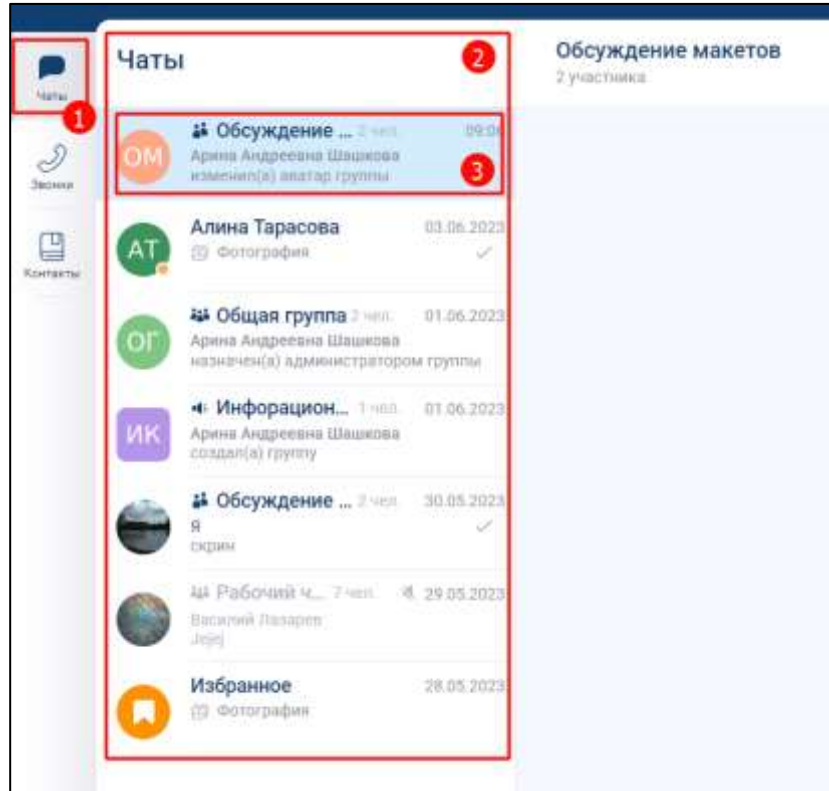 Чаты
1
Звонки
Контакты
Чаты
2
ОМ
Обсуждение ... 2 чел. 09:06
Арина Андреевна Шашкова
изменил(а) аватар группы
3
АТ
Алина Тарасова 03.06.2023
Фотография
ОГ
Общая группа 2 чел. 01.06.2023
Арина Андреевна Шашкова
назначен(а) администратором группы
ИК
Инфорацион... 1 чел. 01.06.2023
Арина Андреевна Шашкова
создал(а) группу
Обсуждение ... 2 чел. 30.05.2023
Я
скрин
Рабочий ч... 7 чел. 29.05.2023
Василий Лазарев
Jejej
Избранное 28.05.2023
Фотография
Обсуждение макетов
2 участника